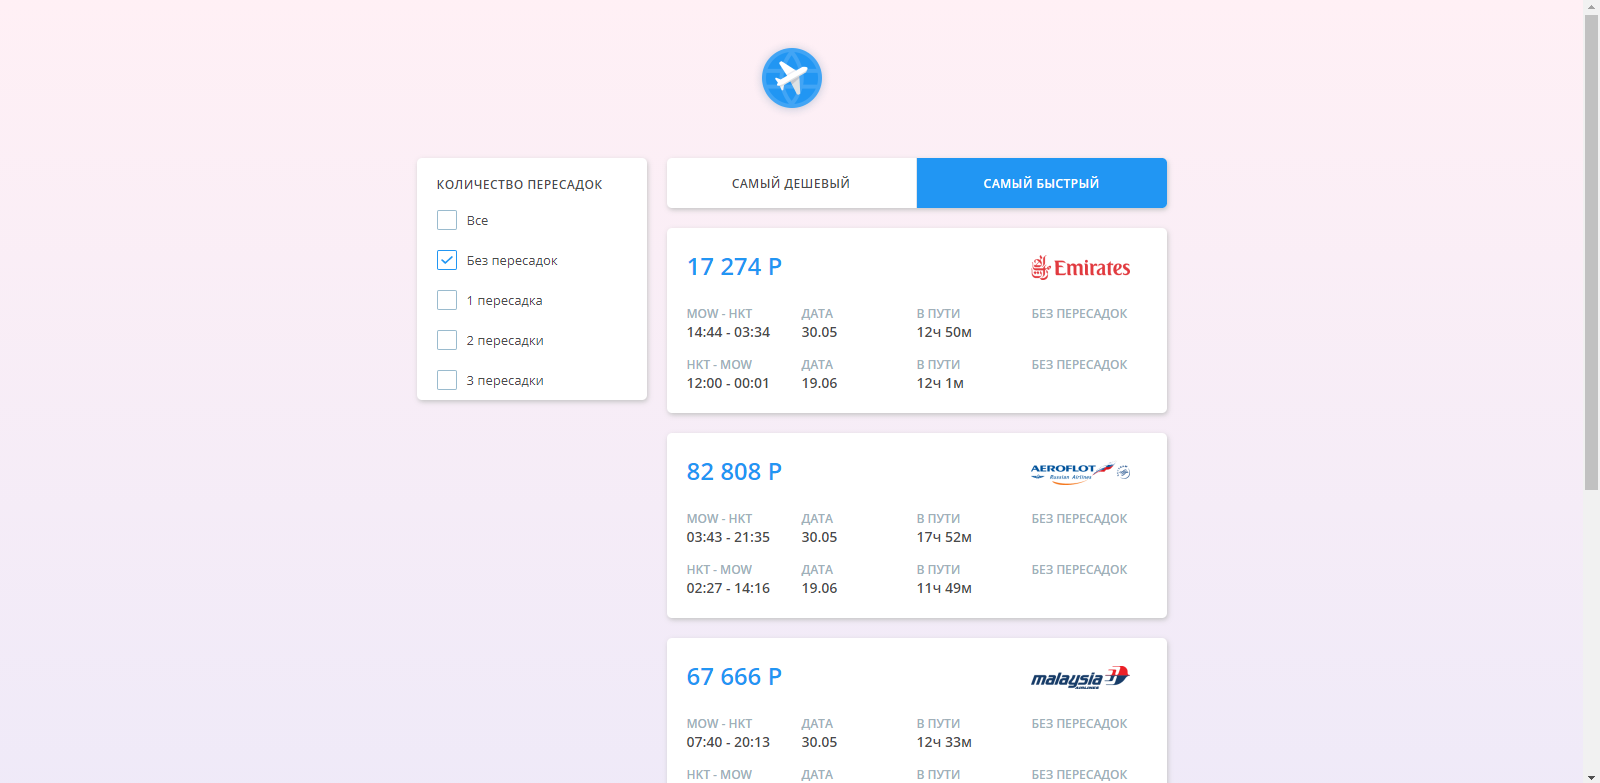 КОЛИЧЕСТВО ПЕРЕСАДОК
Все
Без пересадок
1 пересадка
2 пересадки
3 пересадки
САМЫЙ ДЕШЕВЫЙ САМЫЙ БЫСТРЫЙ
17 274 Р Emirates
MOW - HKT ДАТА В ПУТИ БЕЗ ПЕРЕСАДОК
14:44 - 03:34 30.05 12ч 50м
HKT - MOW ДАТА В ПУТИ БЕЗ ПЕРЕСАДОК
12:00 - 00:01 19.06 12ч 1м
82 808 Р AEROFLOT
Russian Airlines
MOW - HKT ДАТА В ПУТИ БЕЗ ПЕРЕСАДОК
03:43 - 21:35 30.05 17ч 52м
HKT - MOW ДАТА В ПУТИ БЕЗ ПЕРЕСАДОК
02:27 - 14:16 19.06 11ч 49м
67 666 Р malaysia
AIRLINES
MOW - HKT ДАТА В ПУТИ БЕЗ ПЕРЕСАДОК
07:40 - 20:13 30.05 12ч 33м
HKT - MOW ДАТА В ПУТИ БЕЗ ПЕРЕСАДОК